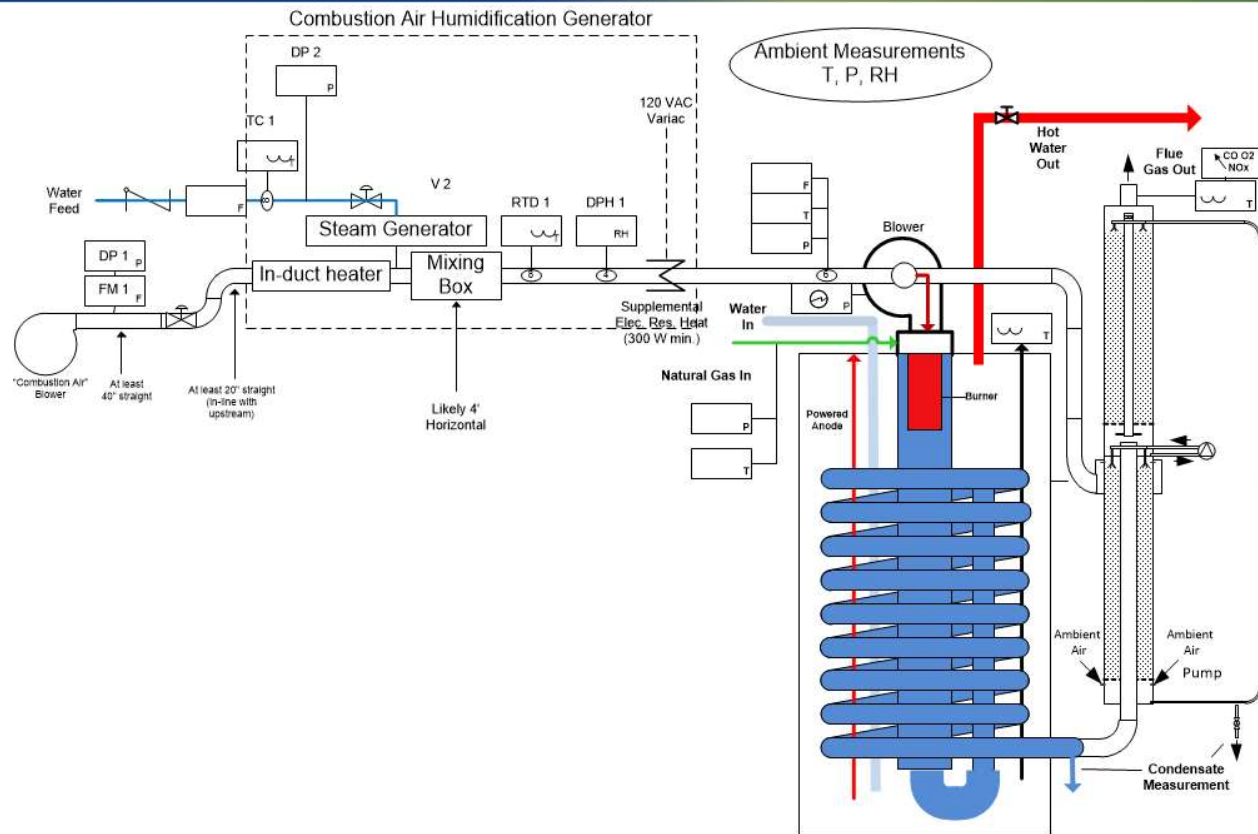 Combustion Air Humidification Generator
DP 2
P
Ambient Measurements
T, P, RH
120 VAC
Variac
TC 1
T
Water
Feed
F
8
V 2
Steam Generator
RTD 1
T
DPH 1
RH
F
T
P
Blower
Hot
Water
Out
Flue
Gas Out
CO O2
NOx
T
DP 1
P
FM 1
F
In-duct heater
Mixing
Box
8
4
6
P
Supplemental
Elec. Res. Heat
(300 W min.)
Water
In
T
"Combustion Air"
Blower
At least
40" straight
At least 20" straight
(In-line with
upstream)
Likely 4'
Horizontal
Natural Gas In
P
T
Powered
Anode
Burner
Ambient
Air
Ambient
Air
Pump
Condensate
Measurement